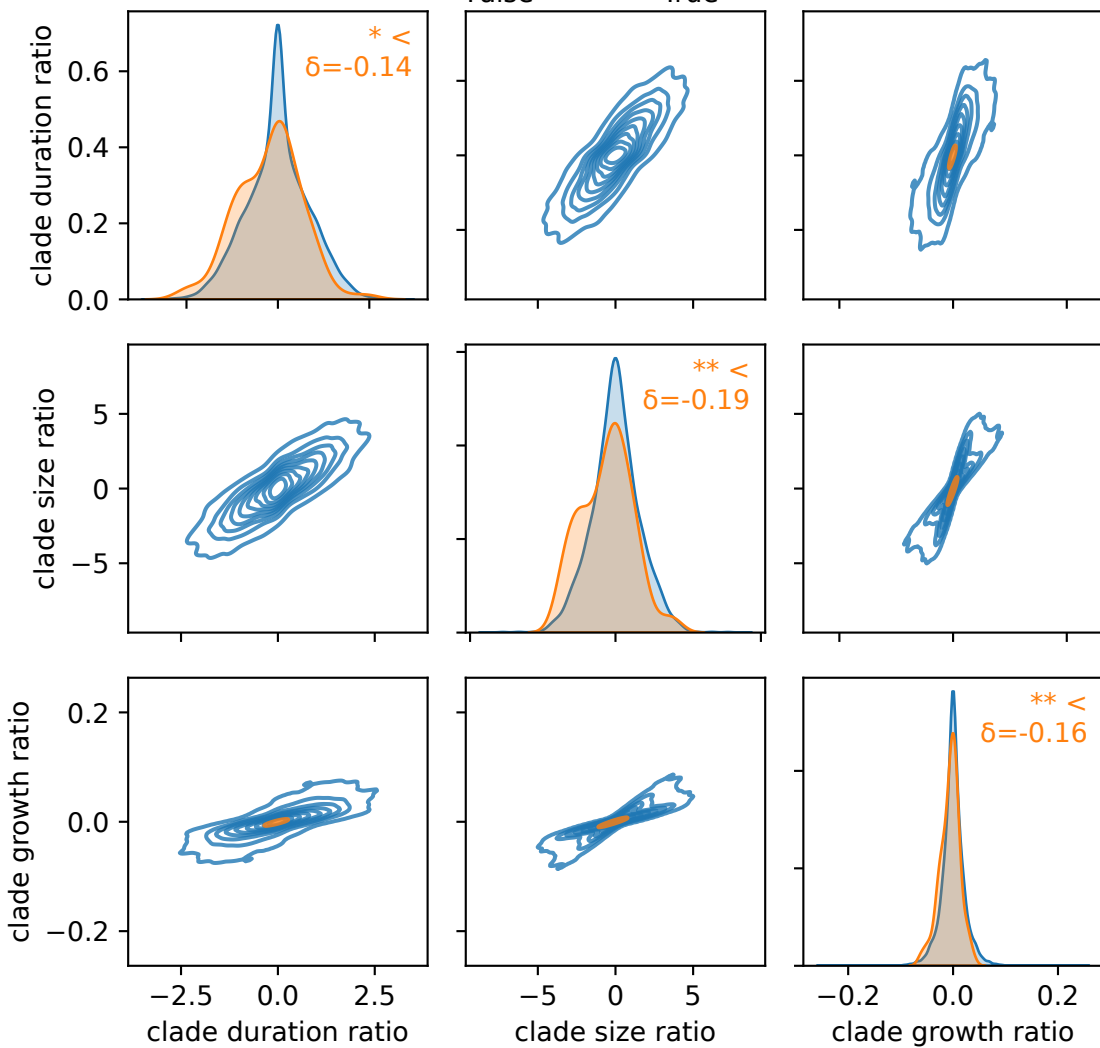 clade duration ratio
0.6
0.4
0.2
0.0
* <
δ=-0.14
clade size ratio
5
0
−5
** <
δ=-0.19
clade growth ratio
0.2
0.0
−0.2
** <
δ=-0.16
−2.5 0.0 2.5
−5 0 5
−0.2 0.0 0.2
clade duration ratio
clade size ratio
clade growth ratio